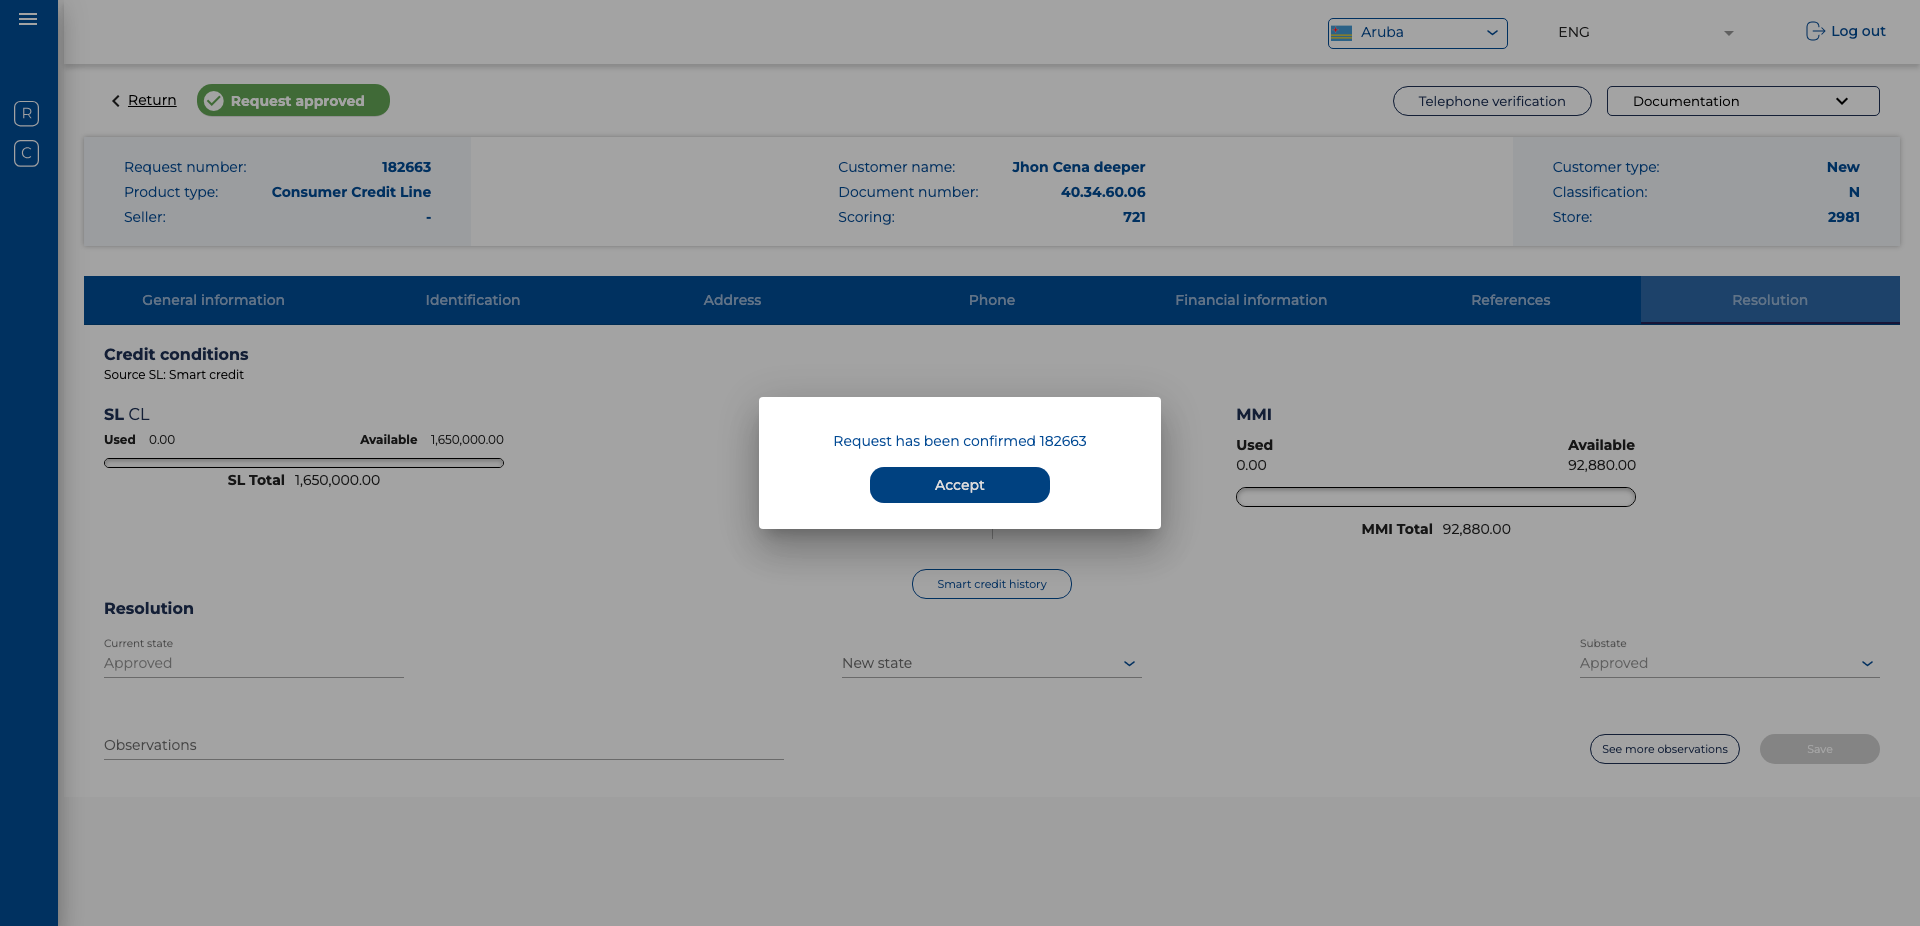 Aruba
ENG
Log out
R
C
Return
Request approved
Telephone verification
Documentation
Request number: 182663
Product type: Consumer Credit Line
Seller: -
Customer name: Jhon Cena deeper
Document number: 40.34.60.06
Scoring: 721
Customer type: New
Classification: N
Store: 2981
General information
Identification
Address
Phone
Financial information
References
Resolution
Credit conditions
Source SL: Smart credit
SL CL
Used 0.00 Available 1,650,000.00
SL Total 1,650,000.00
Request has been confirmed 182663
Accept
MMI
Used Available
0.00 92,880.00
MMI Total 92,880.00
Smart credit history
Resolution
Current state
Approved
New state
Substate
Approved
Observations
See more observations
Save